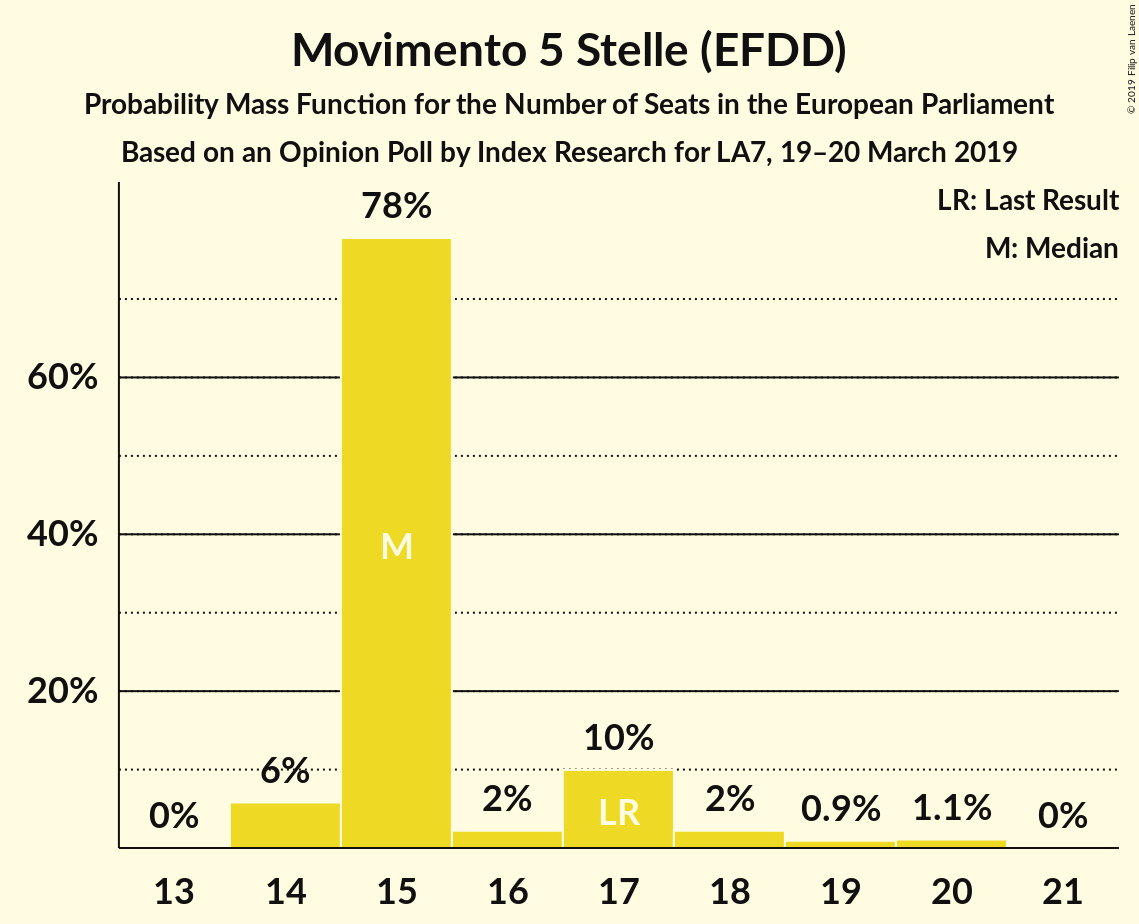 Movimento 5 Stelle (EFDD)
Probability Mass Function for the Number of Seats in the European Parliament
Based on an Opinion Poll by Index Research for LA7, 19–20 March 2019
© 2019 Filip van Laenen
LR: Last Result
M: Median
78%
60%
40%
20%
M
0%
6%
2%
10%
LR
2%
0.9%
1.1%
0%
13 14 15 16 17 18 19 20 21